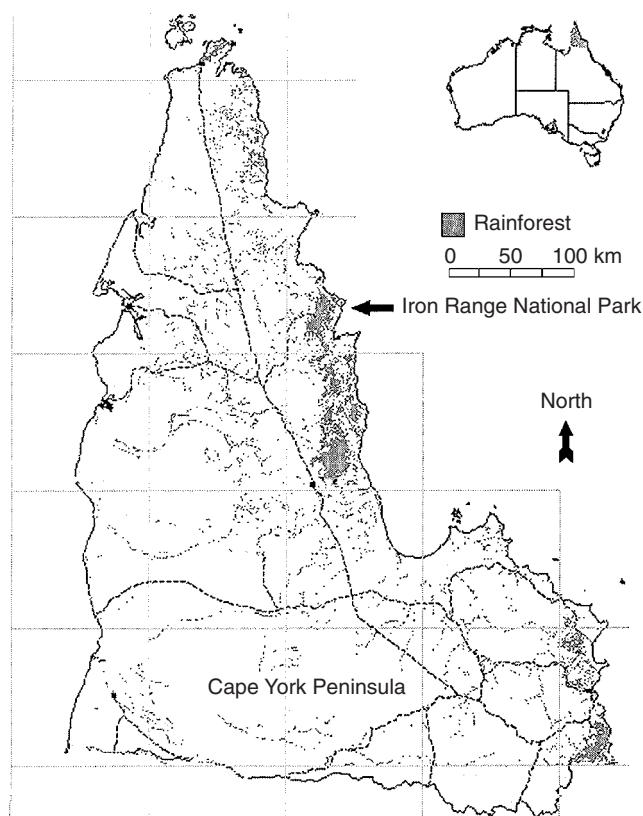 Rainforest
0 50 100 km
Iron Range National Park
North
Cape York Peninsula